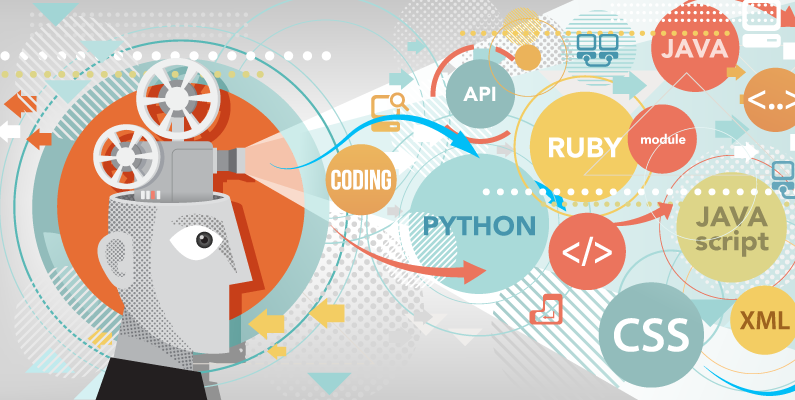 JAVA
API
<...>
RUBY
module
CODING
PYTHON
JAVA
script
</>
CSS
XML